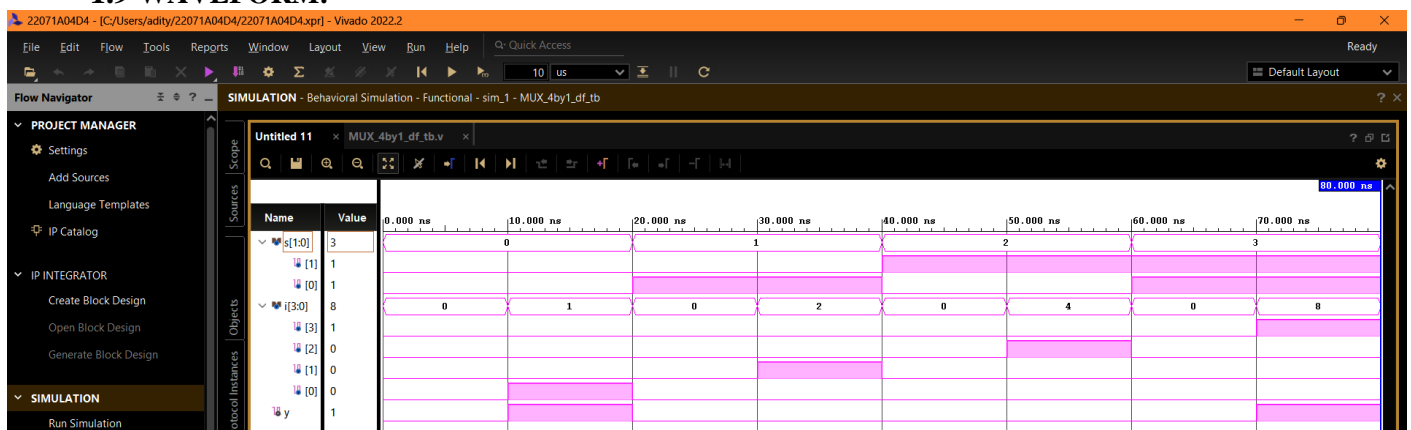 1.9 WAVEFORM:
22071A04D4 - [C:/Users/adity/22071A04D4/22071A04D4.xpr] - Vivado 2022.2
File Edit Flow Tools Reports Window Layout View Run Help Q- Quick Access Ready
10 us Default Layout
Flow Navigator SIMULATION - Behavioral Simulation - Functional - sim_1 - MUX_4by1_df_tb
PROJECT MANAGER
Settings
Add Sources
Language Templates
IP Catalog
IP INTEGRATOR
Create Block Design
Open Block Design
Generate Block Design
SIMULATION
Run Simulation
Scope
Sources
Objects
Protocol Instances
Untitled 11 MUX_4by1_df_tb.v
80.000 ns
Name Value 0.000 ns 10.000 ns 20.000 ns 30.000 ns 40.000 ns 50.000 ns 60.000 ns 70.000 ns
s[1:0] 3 0 1 2 3
[1] 1
[0] 1
i[3:0] 8 0 1 0 2 0 4 0 8
[3] 1
[2] 0
[1] 0
[0] 0
y 1